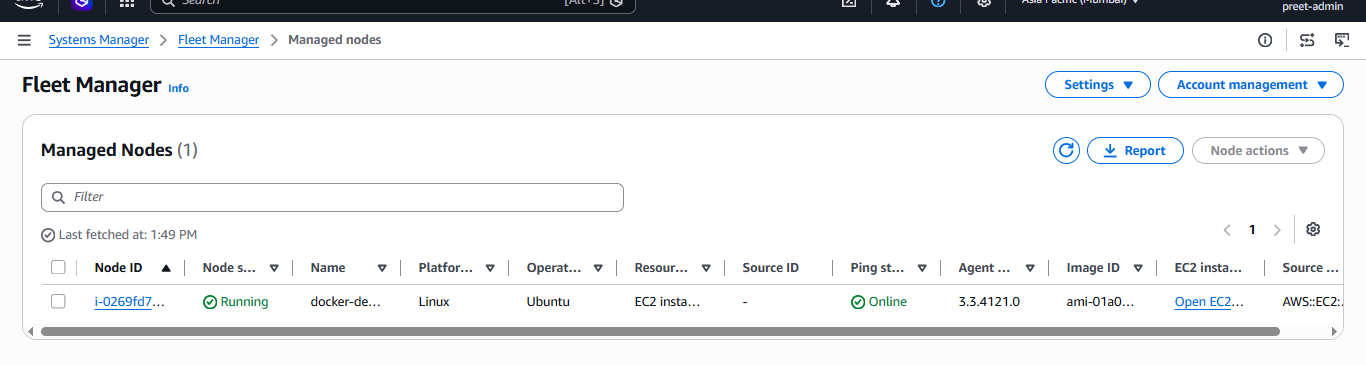 Search [Alt+S] Asia Pacific (Mumbai)
preet-admin
Systems Manager > Fleet Manager > Managed nodes
Fleet Manager Info Settings Account management
Managed Nodes (1) Report Node actions
Filter
Last fetched at: 1:49 PM 1
Node ID Node s... Name Platfor... Operat... Resour... Source ID Ping st... Agent ... Image ID EC2 insta... Source ...
i-0269fd7... Running docker-de... Linux Ubuntu EC2 insta... - Online 3.3.4121.0 ami-01a0... Open EC2... AWS::EC2:.